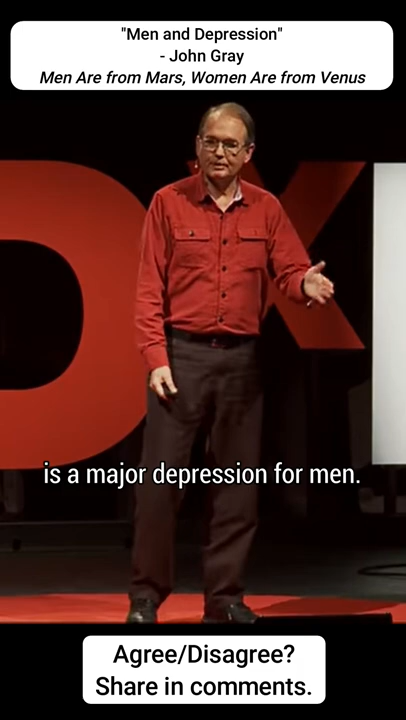 "Men and Depression"
- John Gray
Men Are from Mars, Women Are from Venus
D X
is a major depression for men.
Agree/Disagree?
Share in comments.